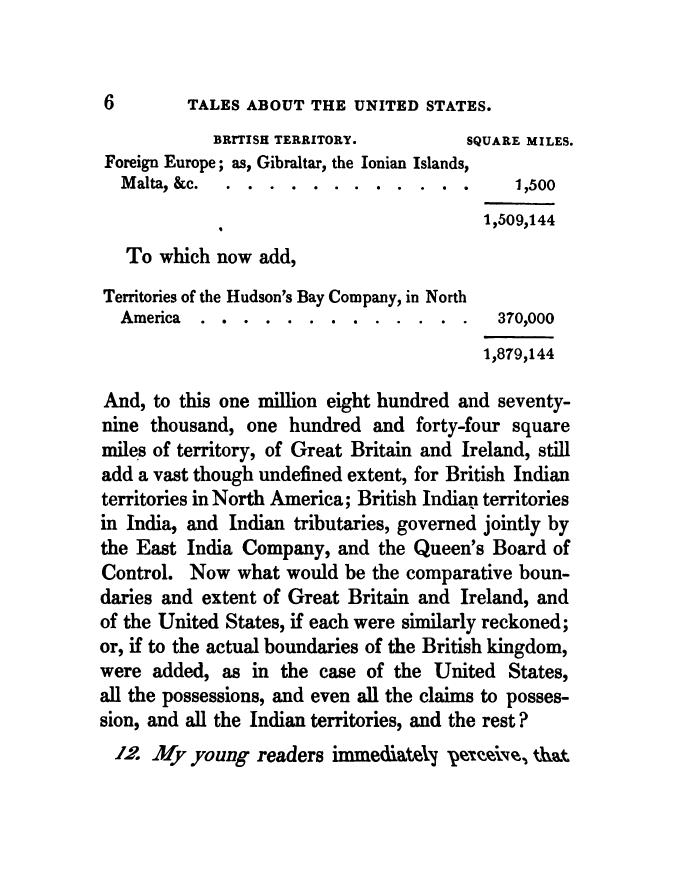 6 TALES ABOUT THE UNITED STATES.
BRITISH TERRITORY. SQUARE MILES.
Foreign Europe; as, Gibraltar, the Ionian Islands,
Malta, &c. . . . . . . . . . . . . . 1,500
1,509,144
To which now add,
Territories of the Hudson's Bay Company, in North
America . . . . . . . . . . . . . 370,000
1,879,144
And, to this one million eight hundred and seventy-
nine thousand, one hundred and forty-four square
miles of territory, of Great Britain and Ireland, still
add a vast though undefined extent, for British Indian
territories in North America; British Indian territories
in India, and Indian tributaries, governed jointly by
the East India Company, and the Queen's Board of
Control. Now what would be the comparative boun-
daries and extent of Great Britain and Ireland, and
of the United States, if each were similarly reckoned;
or, if to the actual boundaries of the British kingdom,
were added, as in the case of the United States,
all the possessions, and even all the claims to posses-
sion, and all the Indian territories, and the rest?
12. My young readers immediately perceive, that